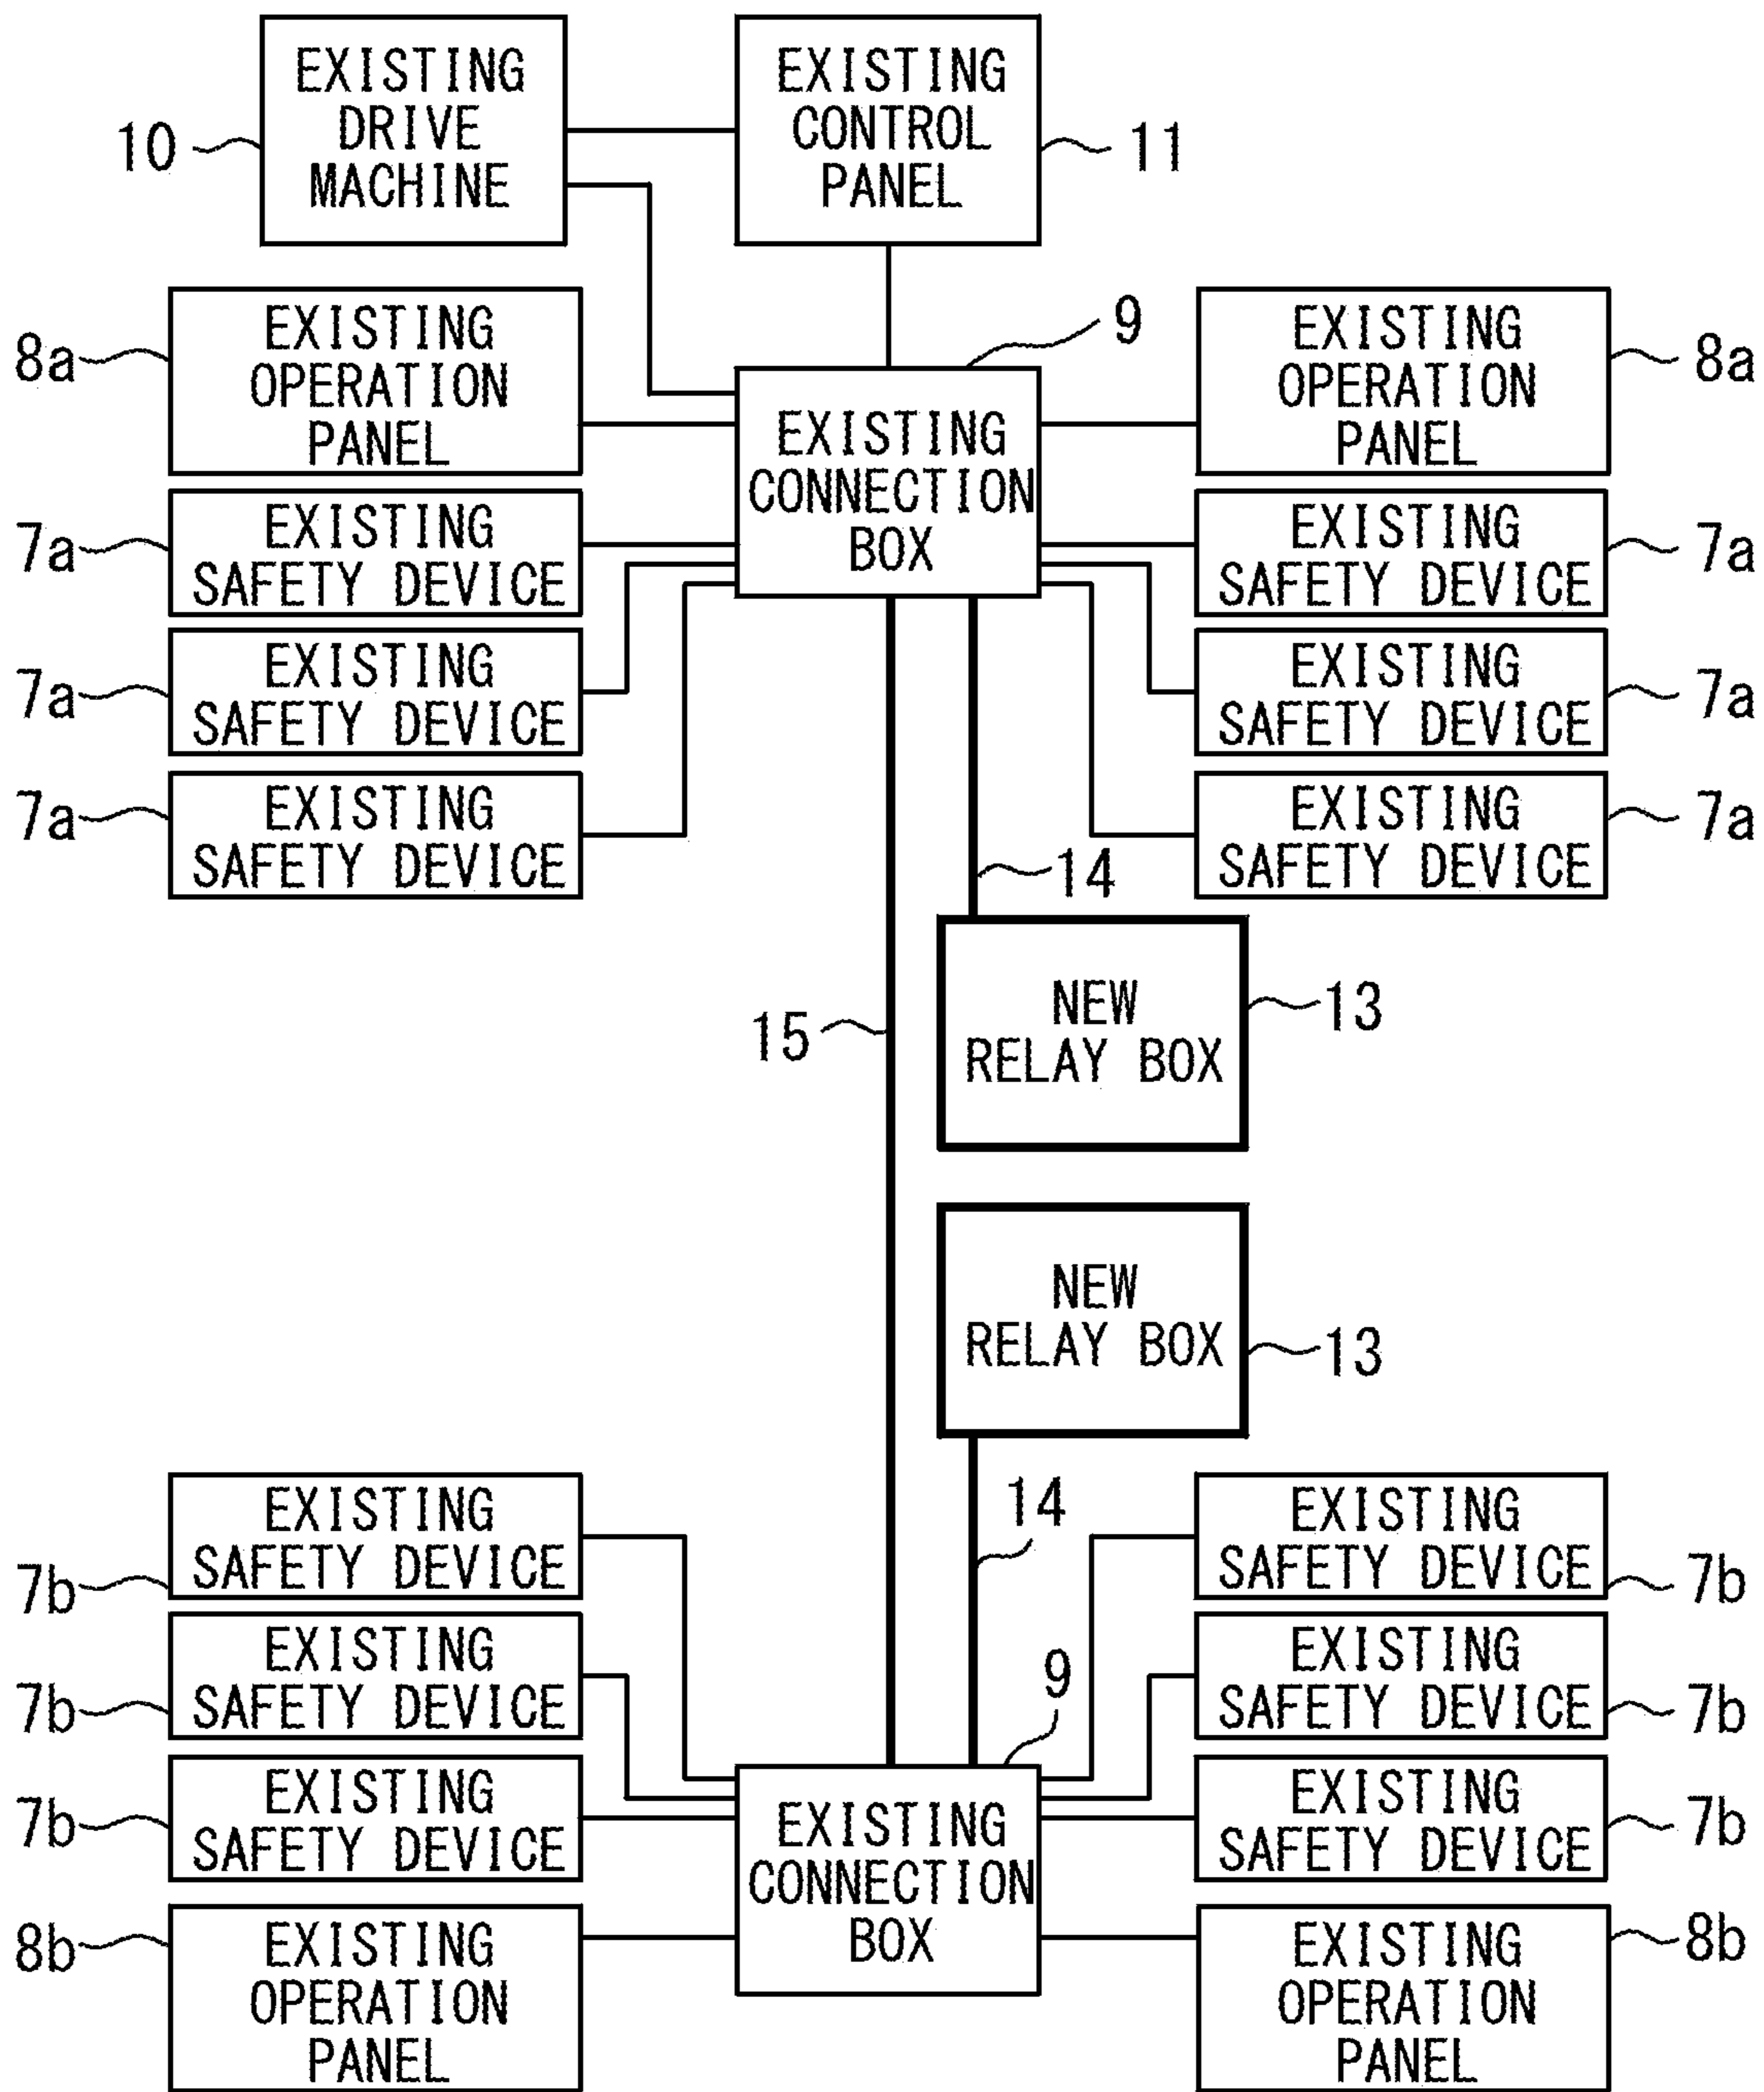 EXISTING
DRIVE
MACHINE
10
EXISTING
CONTROL
PANEL
11
8a
EXISTING
OPERATION
PANEL
9
EXISTING
OPERATION
PANEL
8a
EXISTING
CONNECTION
BOX
7a
EXISTING
SAFETY DEVICE
EXISTING
SAFETY DEVICE
7a
7a
EXISTING
SAFETY DEVICE
EXISTING
SAFETY DEVICE
7a
7a
EXISTING
SAFETY DEVICE
EXISTING
SAFETY DEVICE
7a
14
15
NEW
RELAY BOX
13
NEW
RELAY BOX
13
14
EXISTING
SAFETY DEVICE
7b
EXISTING
SAFETY DEVICE
7b
EXISTING
SAFETY DEVICE
7b
EXISTING
SAFETY DEVICE
7b
9
EXISTING
SAFETY DEVICE
7b
EXISTING
SAFETY DEVICE
7b
EXISTING
CONNECTION
BOX
8b
EXISTING
OPERATION
PANEL
EXISTING
OPERATION
PANEL
8b